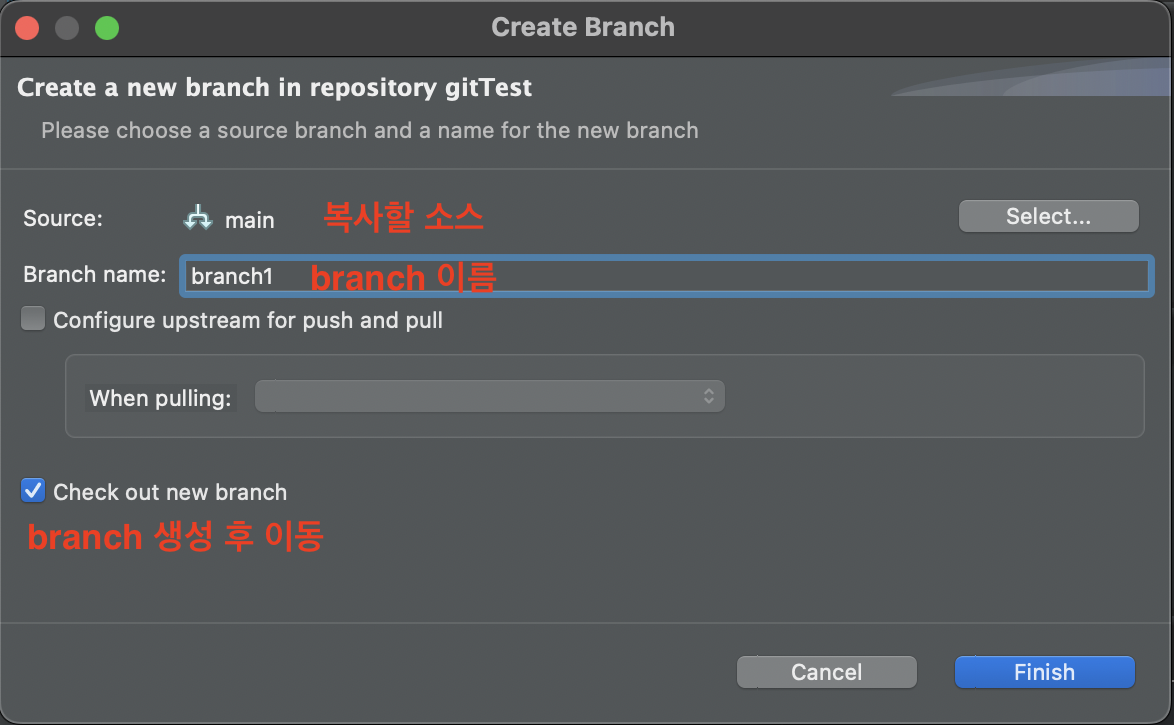 Create Branch
Create a new branch in repository gitTest
Please choose a source branch and a name for the new branch
Source: main 복사할 소스 Select...
Branch name: branch1 branch 이름
Configure upstream for push and pull
When pulling:
Check out new branch
branch 생성 후 이동
Cancel Finish